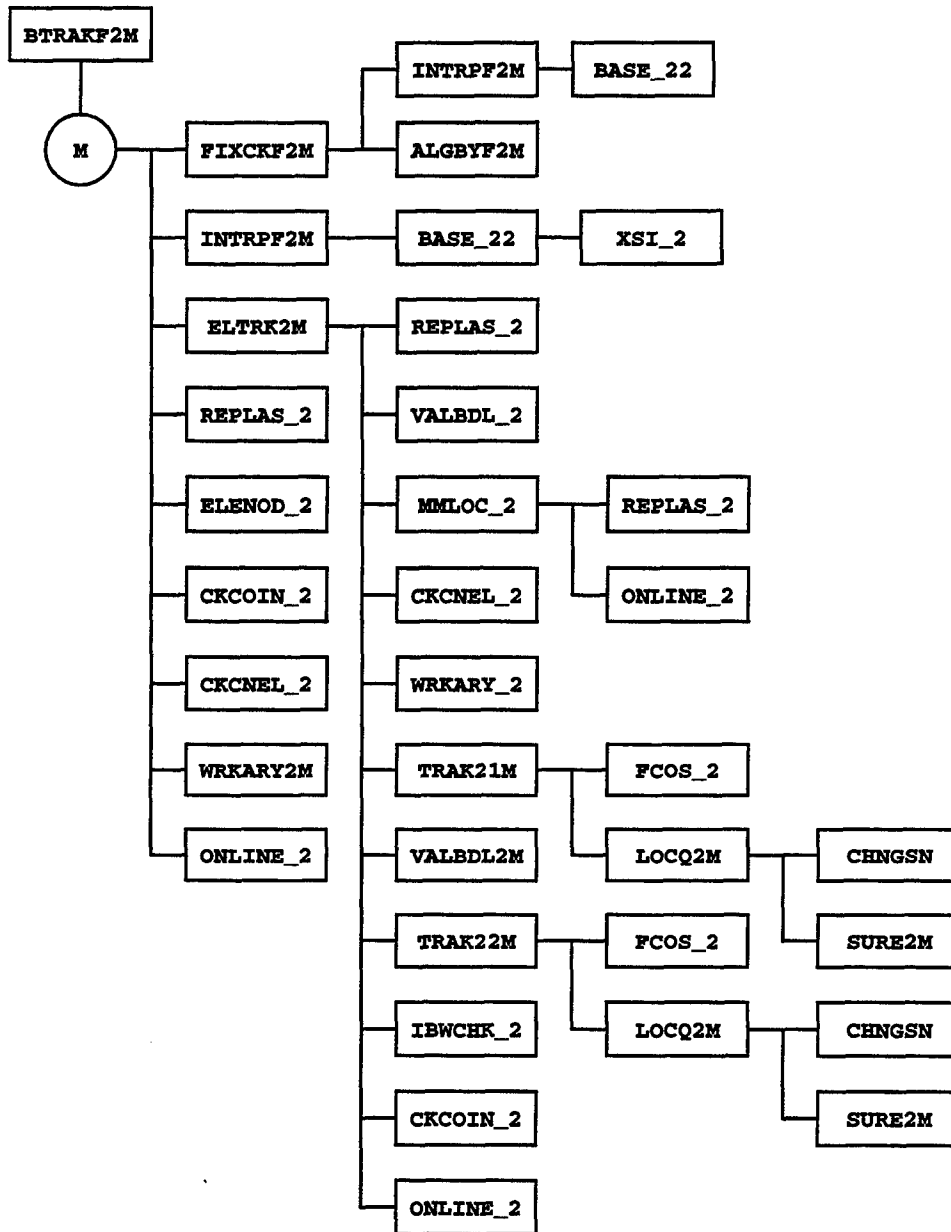 BTRAKF2M
INTRPF2M BASE_22
M FIXCKF2M ALGBYF2M
INTRPF2M BASE_22 XSI_2
ELTRK2M REPLAS_2
REPLAS_2 VALBDL_2
ELENOD_2 MMLOC_2 REPLAS_2
CKCOIN_2 CKCNEL_2 ONLINE_2
CKCNEL_2 WRKARY_2
WRKARY2M TRAK21M FCOS_2
ONLINE_2 VALBDL2M LOCQ2M CHNGSN
TRAK22M FCOS_2 SURE2M
IBWCHK_2 LOCQ2M CHNGSN
CKCOIN_2 SURE2M
ONLINE_2